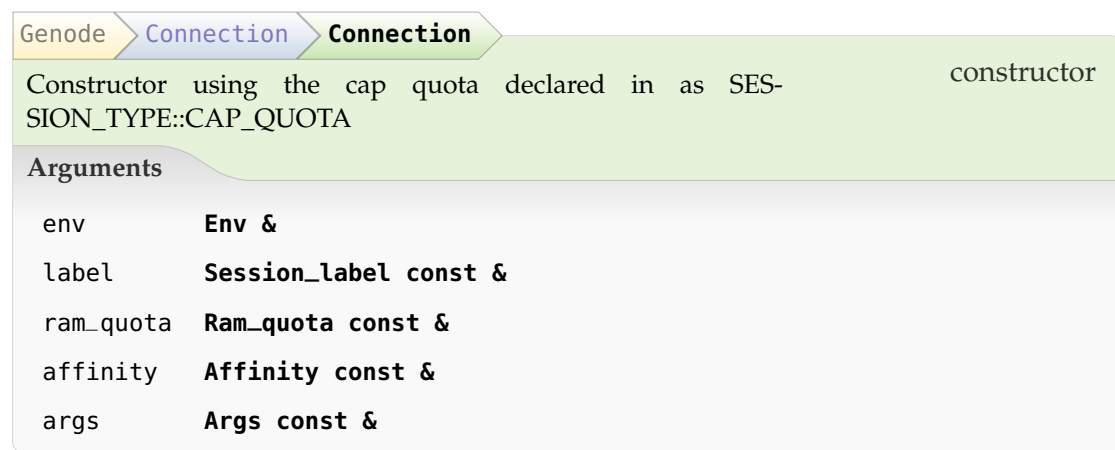 Genode Connection Connection
Constructor using the cap quota declared in as SES-
SION_TYPE::CAP_QUOTA
constructor
Arguments
env Env &
label Session_label const &
ram_quota Ram_quota const &
affinity Affinity const &
args Args const &